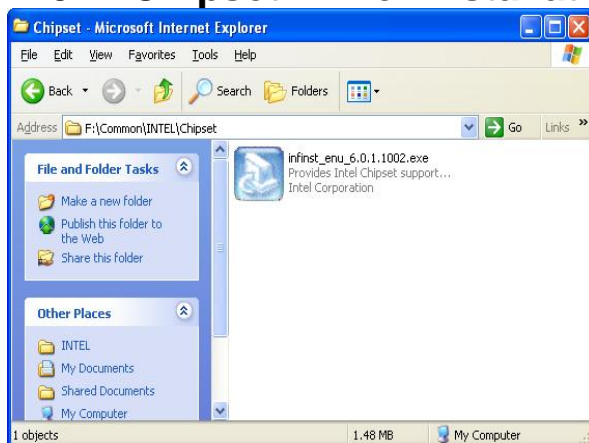 Chipset - Microsoft Internet Explorer
File Edit View Favorites Tools Help
Back Search Folders
Address F:\Common\INTEL\Chipset Go Links »
File and Folder Tasks
Make a new folder
Publish this folder to
the Web
Share this folder
Other Places
INTEL
My Documents
Shared Documents
My Computer
infinst_enu_6.0.1.1002.exe
Provides Intel Chipset support...
Intel Corporation
1 objects 1.48 MB My Computer